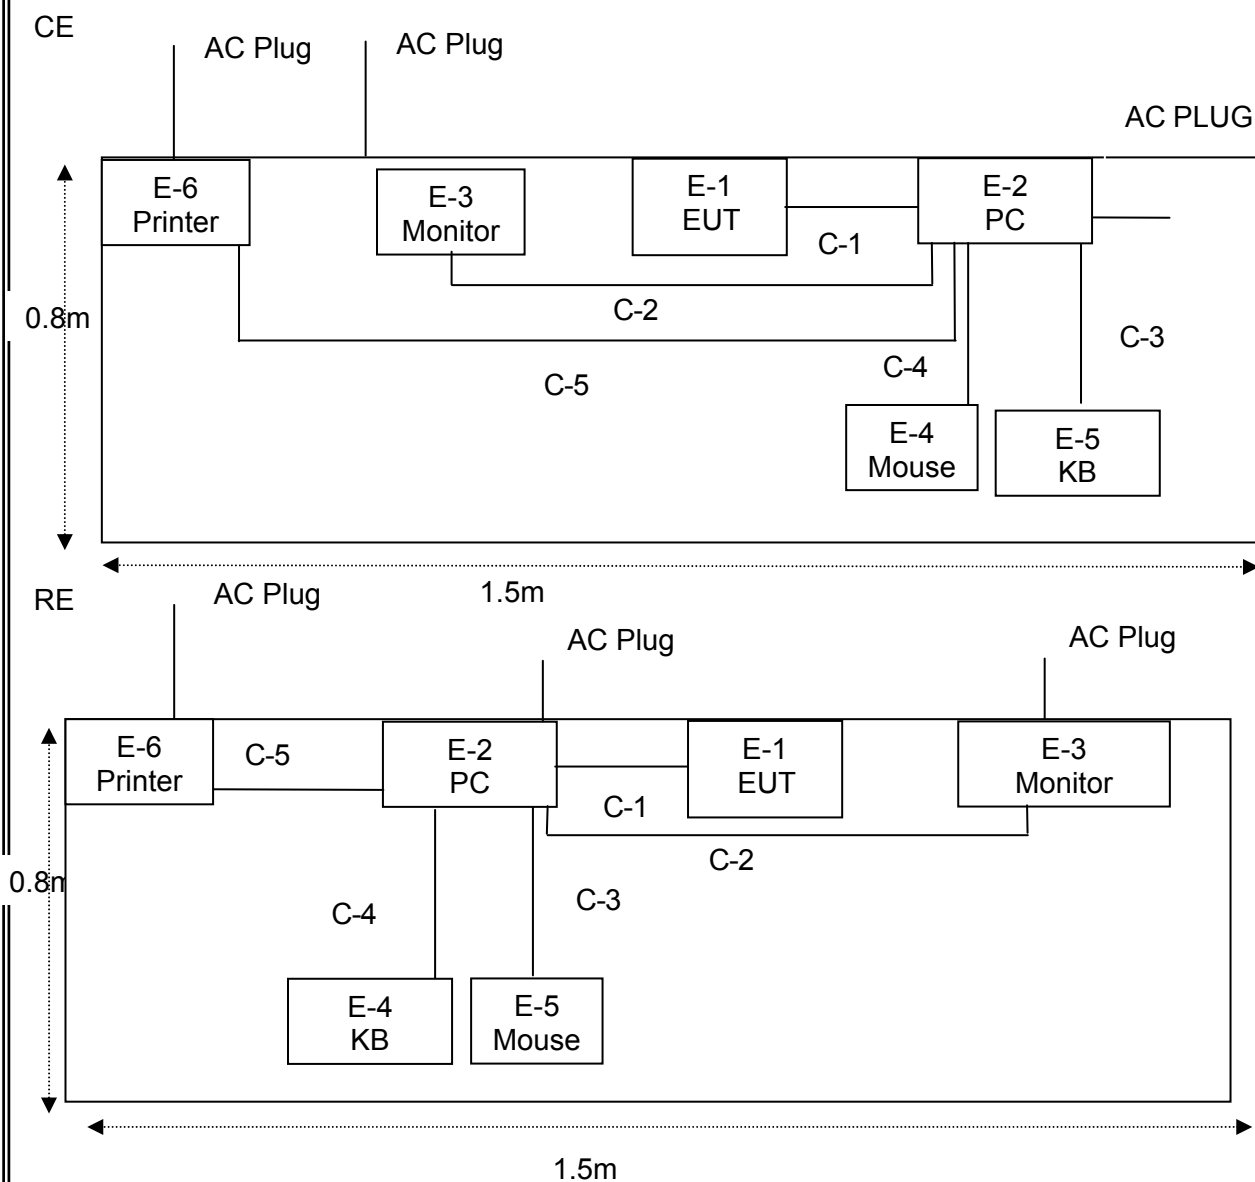 CE
AC Plug
AC Plug
AC PLUG
E-6
Printer
E-3
Monitor
E-1
EUT
E-2
PC
C-1
C-2
0.8m
C-3
C-4
C-5
E-4
Mouse
E-5
KB
1.5m
RE
AC Plug
AC Plug
AC Plug
E-6
Printer
C-5
E-2
PC
E-1
EUT
E-3
Monitor
C-1
C-2
0.8m
C-3
C-4
E-4
KB
E-5
Mouse
1.5m